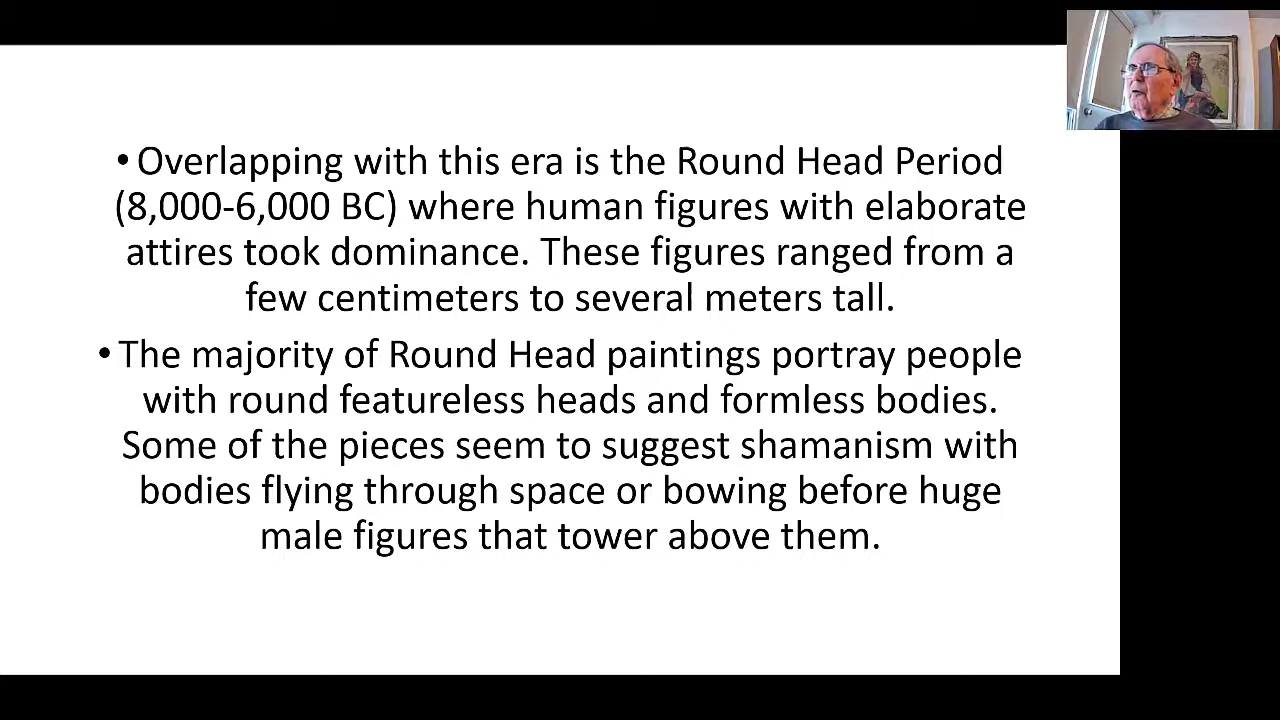 • Overlapping with this era is the Round Head Period
(8,000-6,000 BC) where human figures with elaborate
attires took dominance. These figures ranged from a
few centimeters to several meters tall.
• The majority of Round Head paintings portray people
with round featureless heads and formless bodies.
Some of the pieces seem to suggest shamanism with
bodies flying through space or bowing before huge
male figures that tower above them.